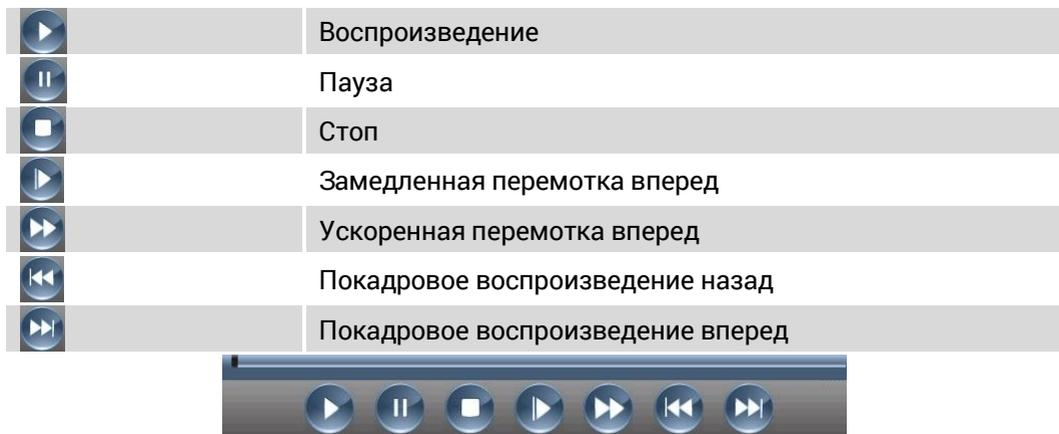 Воспроизведение
Пауза
Стоп
Замедленная перемотка вперед
Ускоренная перемотка вперед
Покадровое воспроизведение назад
Покадровое воспроизведение вперед